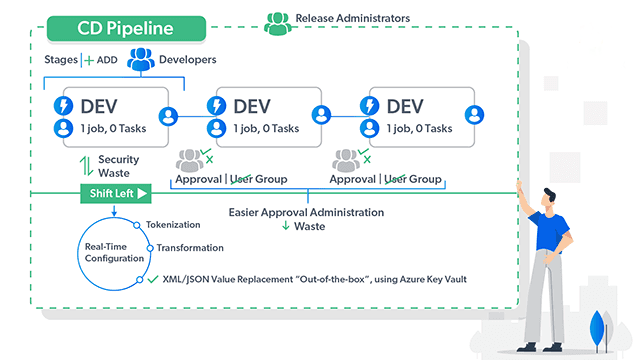 CD Pipeline
Release Administrators
Stages | + ADD
Developers
DEV
1 job, 0 Tasks
DEV
1 job, 0 Tasks
DEV
1 job, 0 Tasks
Security
Waste
Approval | User Group
Approval | User Group
Shift Left
Easier Approval Administration
Waste
Tokenization
Real-Time
Configuration
Transformation
XML/JSON Value Replacement “Out-of-the-box”, using Azure Key Vault